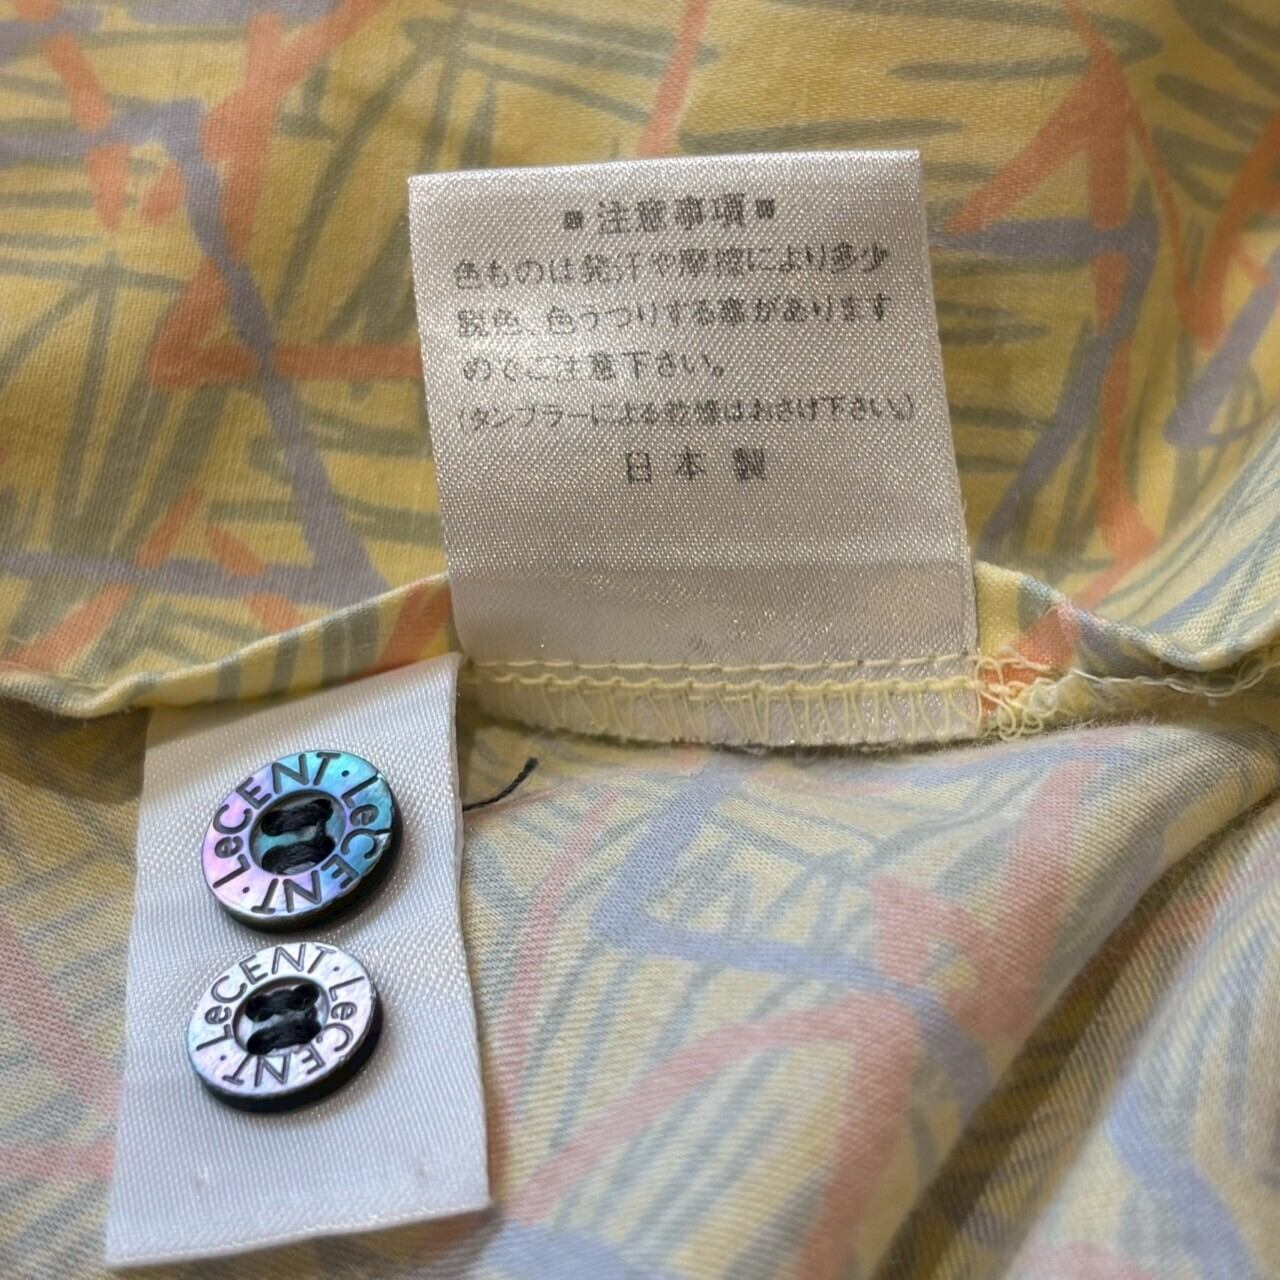 ■注意事項■
色ものは発汗や摩擦により多少
脱色、色うつりする事があります
のでご注意下さい。
(タンブラーによる乾燥はおさけ下さい。)
日本製
LeCENT・LeCENT・
LeCENT・LeCENT・